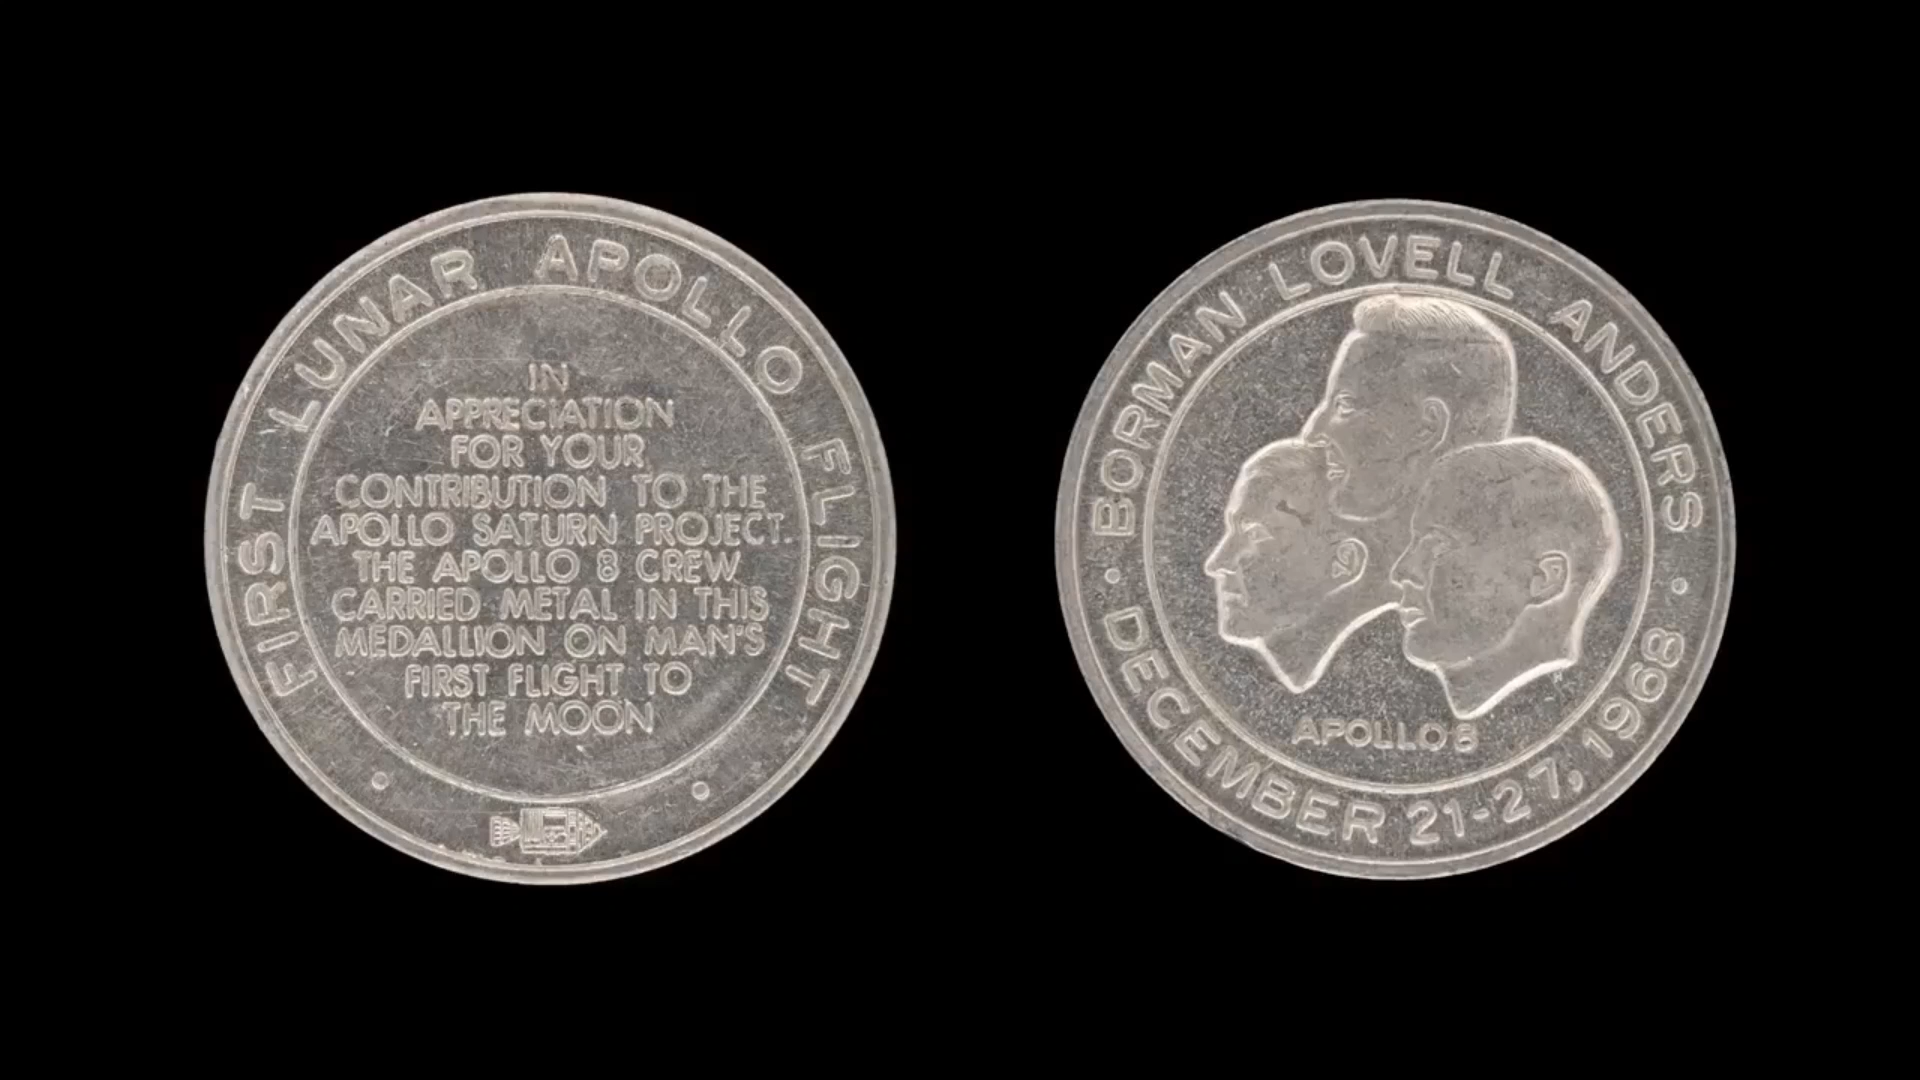 FIRST LUNAR APOLLO FLIGHT
IN
APPRECIATION
FOR YOUR
CONTRIBUTION TO THE
APOLLO SATURN PROJECT.
THE APOLLO 8 CREW
CARRIED METAL IN THIS
MEDALLION ON MAN'S
FIRST FLIGHT TO
THE MOON
BORMAN LOVELL ANDERS
APOLLO 8
DECEMBER 21-27, 1968